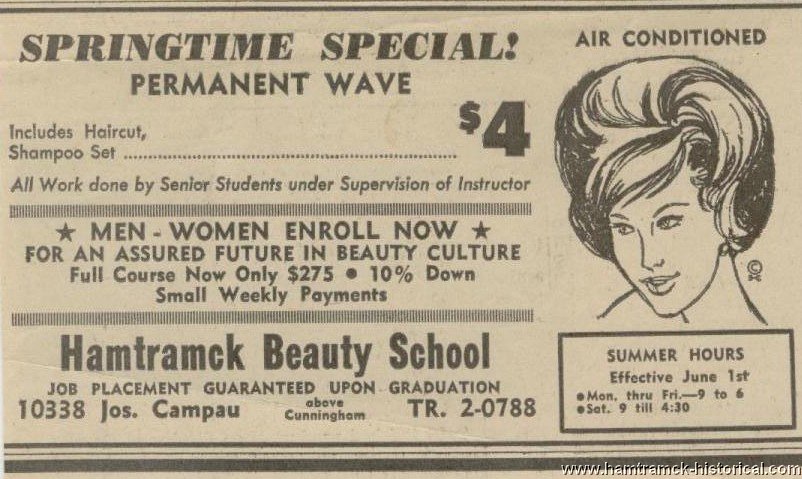 SPRINGTIME SPECIAL!
PERMANENT WAVE
Includes Haircut,
Shampoo Set ........................................................ $4
All Work done by Senior Students under Supervision of Instructor
★ MEN - WOMEN ENROLL NOW ★
FOR AN ASSURED FUTURE IN BEAUTY CULTURE
Full Course Now Only $275 ● 10% Down
Small Weekly Payments
Hamtramck Beauty School
JOB PLACEMENT GUARANTEED UPON GRADUATION
10338 Jos. Campau above Cunningham TR. 2-0788
AIR CONDITIONED
©
SUMMER HOURS
Effective June 1st
●Mon. thru Fri.—9 to 6
●Sat. 9 till 4:30
www.hamtramck-historical.com